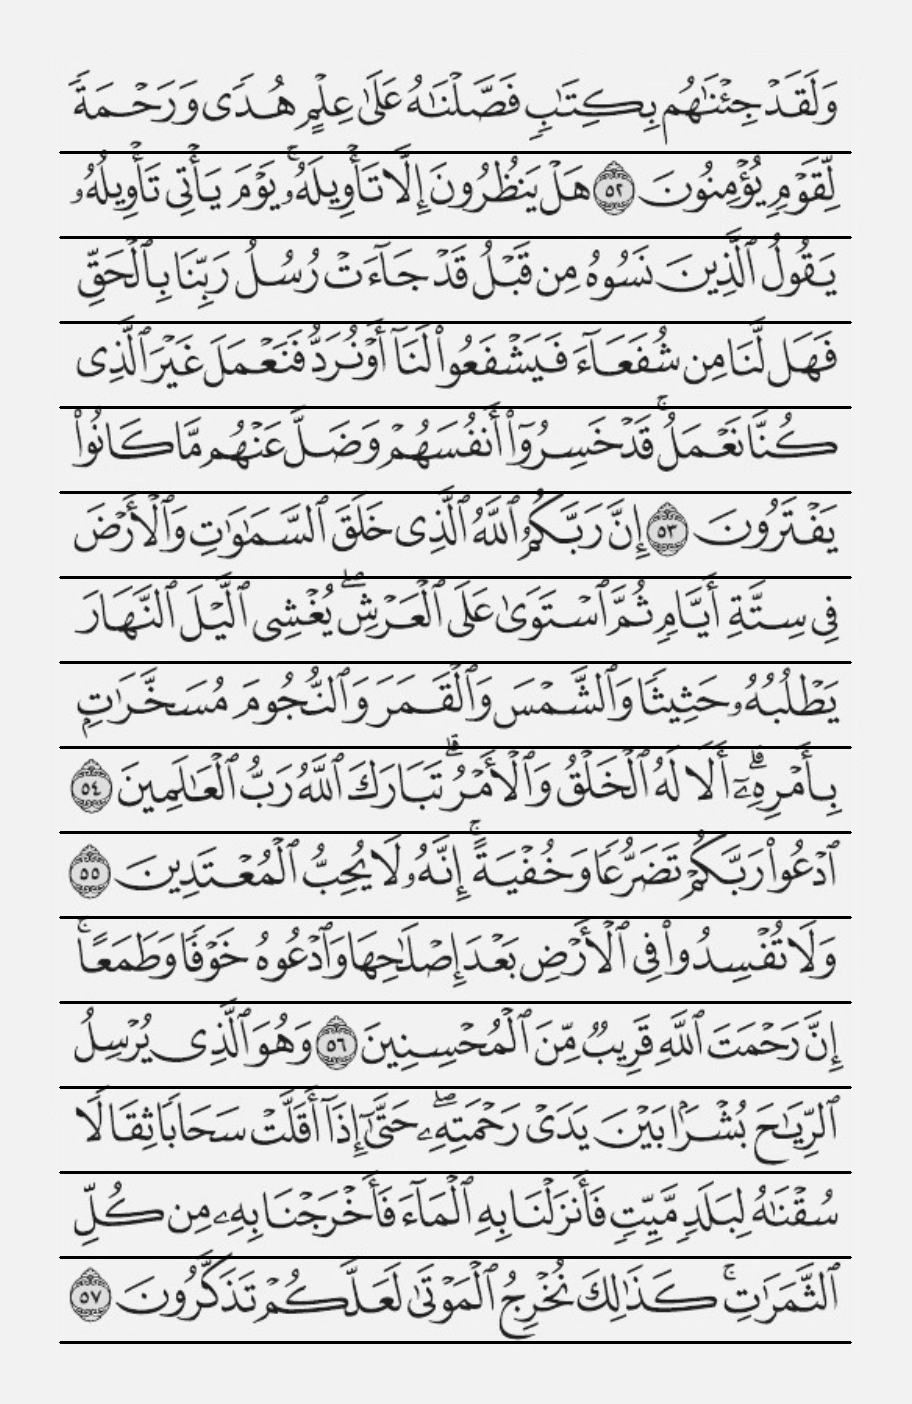 وَلَقَدۡ جِئۡنَٰهُم بِكِتَٰبٖ فَصَّلۡنَٰهُ عَلَىٰ عِلۡمٍ هُدٗى وَرَحۡمَةٗ
لِّقَوۡمٖ يُؤۡمِنُونَ ٥٢ هَلۡ يَنظُرُونَ إِلَّا تَأۡوِيلَهُۥۚ يَوۡمَ يَأۡتِي تَأۡوِيلُهُۥ
يَقُولُ ٱلَّذِينَ نَسُوهُ مِن قَبۡلُ قَدۡ جَآءَتۡ رُسُلُ رَبِّنَا بِٱلۡحَقِّ
فَهَل لَّنَا مِن شُفَعَآءَ فَيَشۡفَعُواْ لَنَآ أَوۡ نُرَدُّ فَنَعۡمَلَ غَيۡرَ ٱلَّذِي
كُنَّا نَعۡمَلُۚ قَدۡ خَسِرُوٓاْ أَنفُسَهُمۡ وَضَلَّ عَنۡهُم مَّا كَانُواْ
يَفۡتَرُونَ ٥٣ إِنَّ رَبَّكُمُ ٱللَّهُ ٱلَّذِي خَلَقَ ٱلسَّمَٰوَٰتِ وَٱلۡأَرۡضَ
فِي سِتَّةِ أَيَّامٖ ثُمَّ ٱسۡتَوَىٰ عَلَى ٱلۡعَرۡشِۖ يُغۡشِي ٱلَّيۡلَ ٱلنَّهَارَ
يَطۡلُبُهُۥ حَثِيثٗا وَٱلشَّمۡسَ وَٱلۡقَمَرَ وَٱلنُّجُومَ مُسَخَّرَٰتِۭ
بِأَمۡرِهِۦٓۗ أَلَا لَهُ ٱلۡخَلۡقُ وَٱلۡأَمۡرُۗ تَبَارَكَ ٱللَّهُ رَبُّ ٱلۡعَٰلَمِينَ ٥٤
ٱدۡعُواْ رَبَّكُمۡ تَضَرُّعٗا وَخُفۡيَةًۚ إِنَّهُۥ لَا يُحِبُّ ٱلۡمُعۡتَدِينَ ٥٥
وَلَا تُفۡسِدُواْ فِي ٱلۡأَرۡضِ بَعۡدَ إِصۡلَٰحِهَا وَٱدۡعُوهُ خَوۡفٗا وَطَمَعًاۚ
إِنَّ رَحۡمَتَ ٱللَّهِ قَرِيبٞ مِّنَ ٱلۡمُحۡسِنِينَ ٥٦ وَهُوَ ٱلَّذِي يُرۡسِلُ
ٱلرِّيَٰحَ بُشۡرَۢا بَيۡنَ يَدَيۡ رَحۡمَتِهِۦۖ حَتَّىٰٓ إِذَآ أَقَلَّتۡ سَحَابٗا ثِقَالٗا
سُقۡنَٰهُ لِبَلَدٖ مَّيِّتٖ فَأَنزَلۡنَا بِهِ ٱلۡمَآءَ فَأَخۡرَجۡنَا بِهِۦ مِن كُلِّ
ٱلثَّمَرَٰتِۚ كَذَٰلِكَ نُخۡرِجُ ٱلۡمَوۡتَىٰ لَعَلَّكُمۡ تَذَكَّرُونَ ٥٧